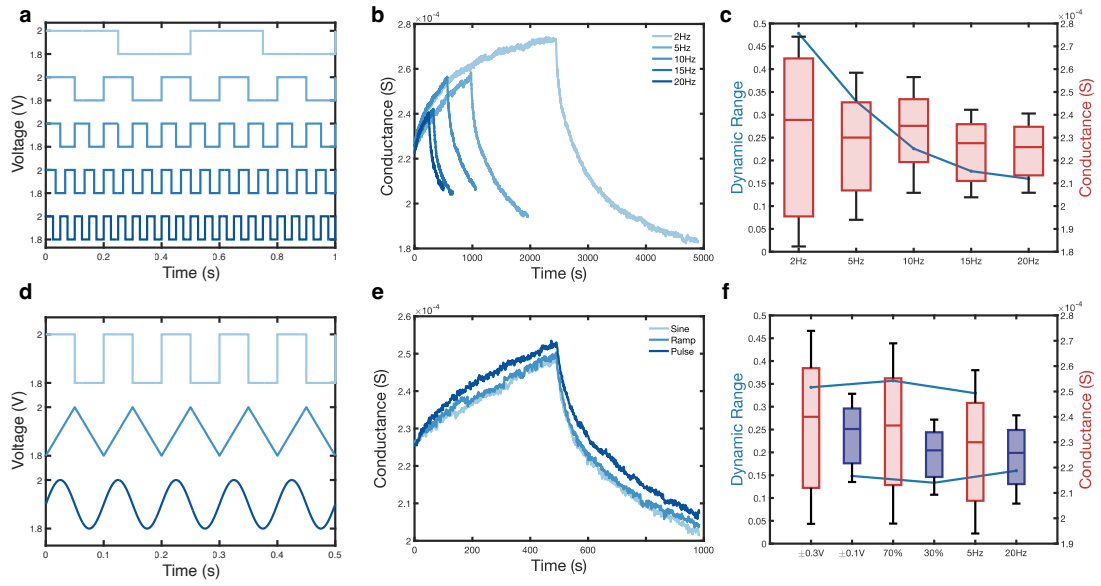 a
2
1.8
2
1.8
2
1.8
2
1.8
2
1.8
Voltage (V)
0 0.2 0.4 0.6 0.8 1
Time (s)
b
×10⁻⁴
2.8
2.6
2.4
2.2
2
1.8
Conductance (S)
2Hz
5Hz
10Hz
15Hz
20Hz
0 1000 2000 3000 4000 5000
Time (s)
c
×10⁻⁴
0.5
0.45
0.4
0.35
0.3
0.25
0.2
0.15
0.1
0.05
0
Dynamic Range
2.8
2.7
2.6
2.5
2.4
2.3
2.2
2.1
2
1.9
1.8
Conductance (S)
2Hz 5Hz 10Hz 15Hz 20Hz
d
2
1.8
2
1.8
2
1.8
Voltage (V)
0 0.1 0.2 0.3 0.4 0.5
Time (s)
e
×10⁻⁴
2.6
2.5
2.4
2.3
2.2
2.1
2
Conductance (S)
Sine
Ramp
Pulse
0 200 400 600 800 1000
Time (s)
f
×10⁻⁴
0.5
0.45
0.4
0.35
0.3
0.25
0.2
0.15
0.1
0.05
0
Dynamic Range
2.8
2.7
2.6
2.5
2.4
2.3
2.2
2.1
2
1.9
Conductance (S)
±0.3V ±0.1V 70% 30% 5Hz 20Hz